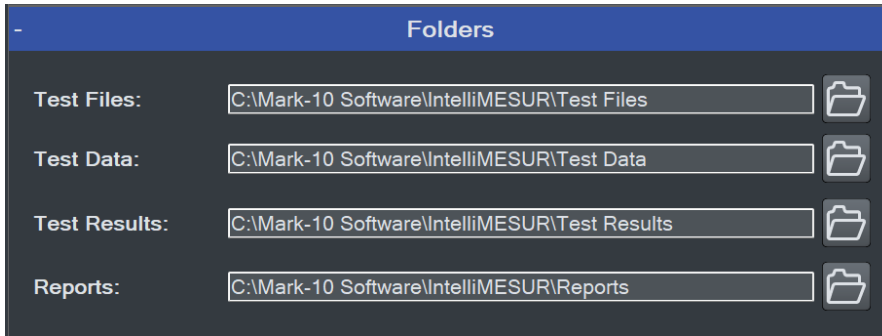 - Folders
Test Files: C:\Mark-10 Software\IntelliMESUR\Test Files
Test Data: C:\Mark-10 Software\IntelliMESUR\Test Data
Test Results: C:\Mark-10 Software\IntelliMESUR\Test Results
Reports: C:\Mark-10 Software\IntelliMESUR\Reports